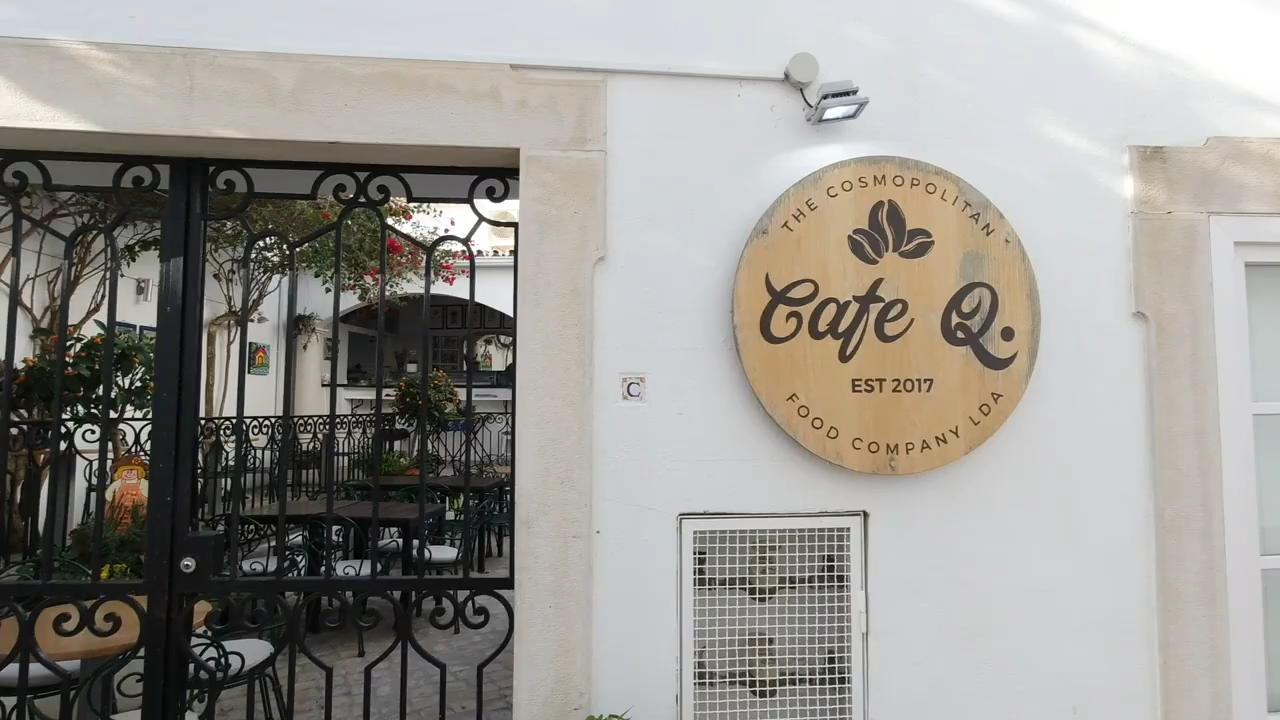 THE COSMOPOLITAN
Cafe Q.
EST 2017
FOOD COMPANY LDA
C